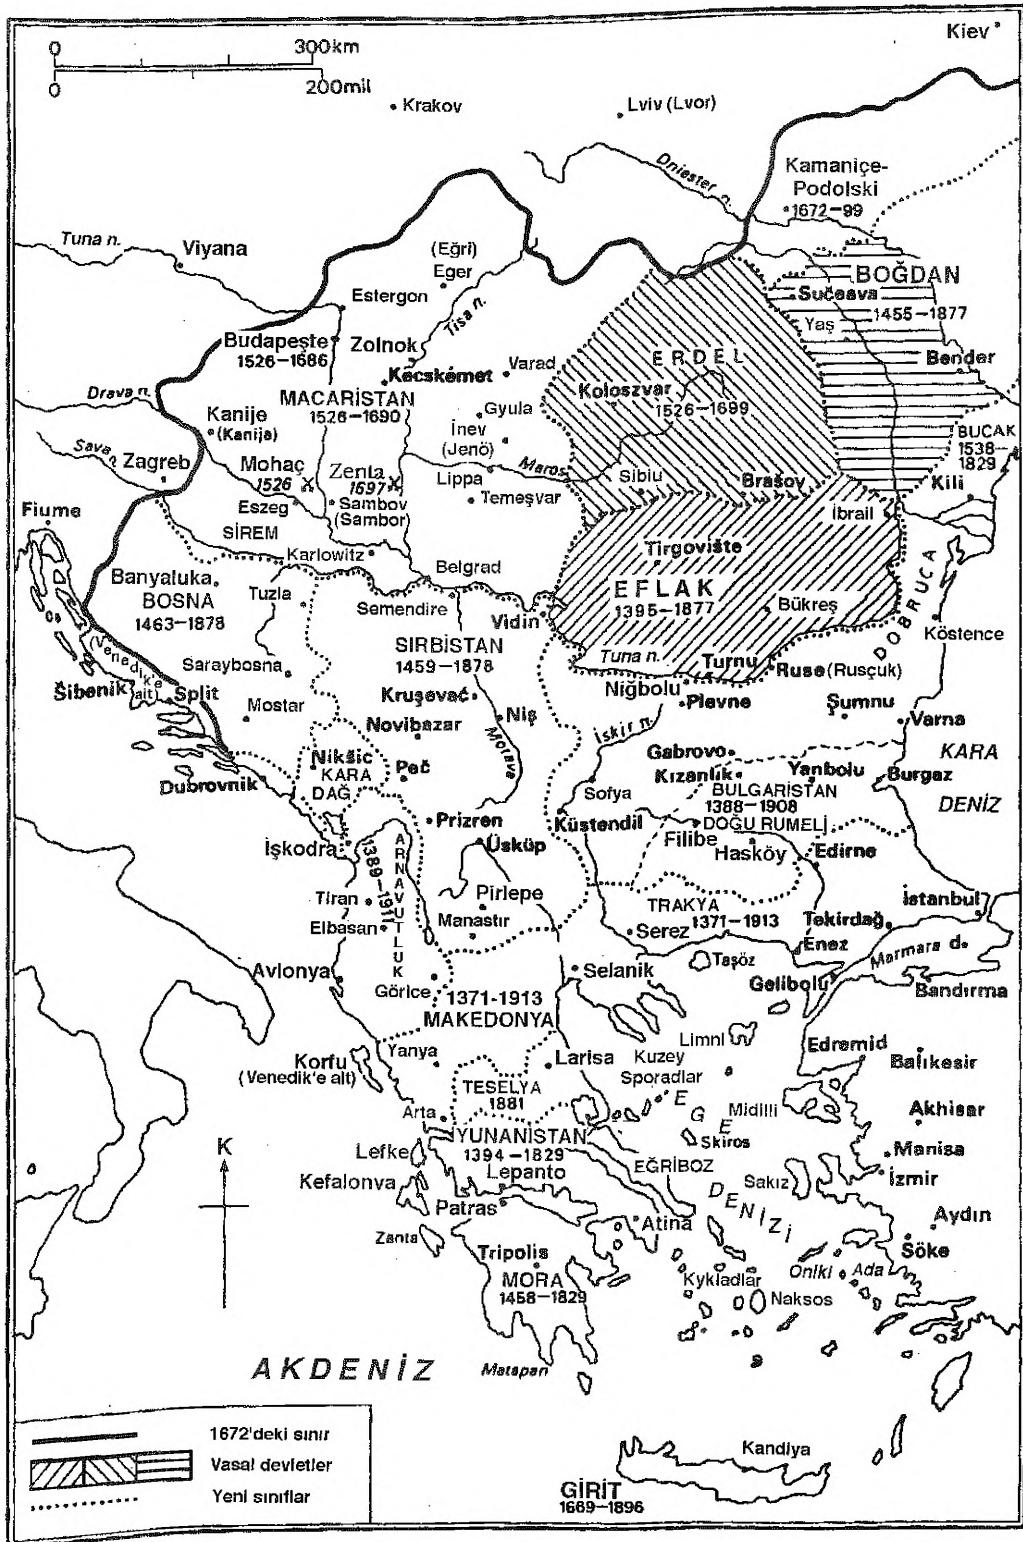 Kiev
0 300km
0 200mil
Krakov
Lviv (Lvor)
Dniester n.
Kamaniçe-
Podolski
1672-99
Tuna n.
Viyana
(Eğri)
Eger
Estergon
Tisa n.
BOĞDAN
Sučeava
1455-1877
Yaş
Budapeşte
1526-1686
Zolnok
Varad
ERDEL
Bender
Kecskémet
Koloszvar
1526-1699
Drava n.
MACARİSTAN
1526-1690
Kanije
(Kanija)
Gyula
İnev
(Jenö)
BUCAK
1538-
1829
Sava n.
Zagreb
Mohaç
1526
Zenta
1697
Maros
Lippa
Sibiu
Brašov
Kili
Eszeg
Sambov
(Sambor)
Temeşvar
İbrail
Fiume
SİREM
Karlowitz
Tirgovište
Belgrad
Banyaluka
BOSNA
1463-1878
Tuzla
Semendire
EFLAK
1395-1877
Bükreş
DOBRUCA
Vidin
Köstence
SIRBİSTAN
1459-1878
(Venedik'e
ait)
Saraybosna
Tuna n.
Turnu
Ruse (Rusçuk)
Šibenik
Split
Kruşevač
Niğbolu
Plevne
Şumnu
Mostar
Novibazar
Niş
Varna
İskir n.
Morava
Nikšic
KARA
DAĞ
Peč
Gabrovo
KARA
DENİZ
Dubrovnik
Kızanlık
Yanbolu
Burgaz
Sofya
BULGARİSTAN
1388-1908
Prizren
Küstendil
DOĞU RUMELİ
İşkodra
Üsküp
Filibe
Hasköy
Edirne
ARNAVUTLUK
1389-1911
Tiran
Pirlepe
TRAKYA
1371-1913
İstanbul
Elbasan
Manastır
Serez
Tekirdağ
Enez
Marmara d.
Avlonya
Selanik
Taşöz
Görice
Gelibolu
Bandırma
1371-1913
MAKEDONYA
Limni
Edremid
Balıkesir
Yanya
Larisa
Kuzey
Sporadlar
Korfu
(Venedik'e ait)
TESELYA
1881
EGE
Midilli
Akhisar
Arta
YUNANİSTAN
1394-1829
Skiros
Manisa
K
Lefke
Lepanto
EĞRİBOZ
Sakız
İzmir
Kefalonya
DENİZİ
Patras
Atina
Aydın
Zanta
Tripolis
Söke
MORA
1458-1829
Kykladlar
Oniki Ada
Naksos
AKDENİZ
Matapan
1672'deki sınır
Vasal devletler
Yeni sınıflar
Kandiya
GİRİT
1669-1896